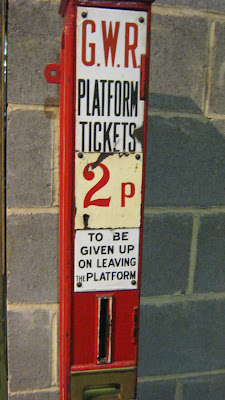 G.W.R.
PLATFORM
TICKETS
2P
TO BE
GIVEN UP
ON LEAVING
THE PLATFORM